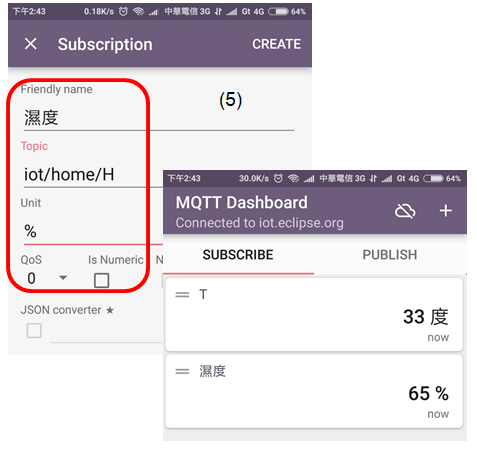 下午2:43 0.18K/s 中華電信 3G Gt 4G 64%
Subscription CREATE
Friendly name
濕度
(5)
Topic
iot/home/H
Unit
%
QoS Is Numeric N
0
JSON converter ★
下午2:43 30.0K/s 中華電信 3G Gt 4G 64%
MQTT Dashboard
Connected to iot.eclipse.org
SUBSCRIBE PUBLISH
T
33 度
now
濕度
65 %
now